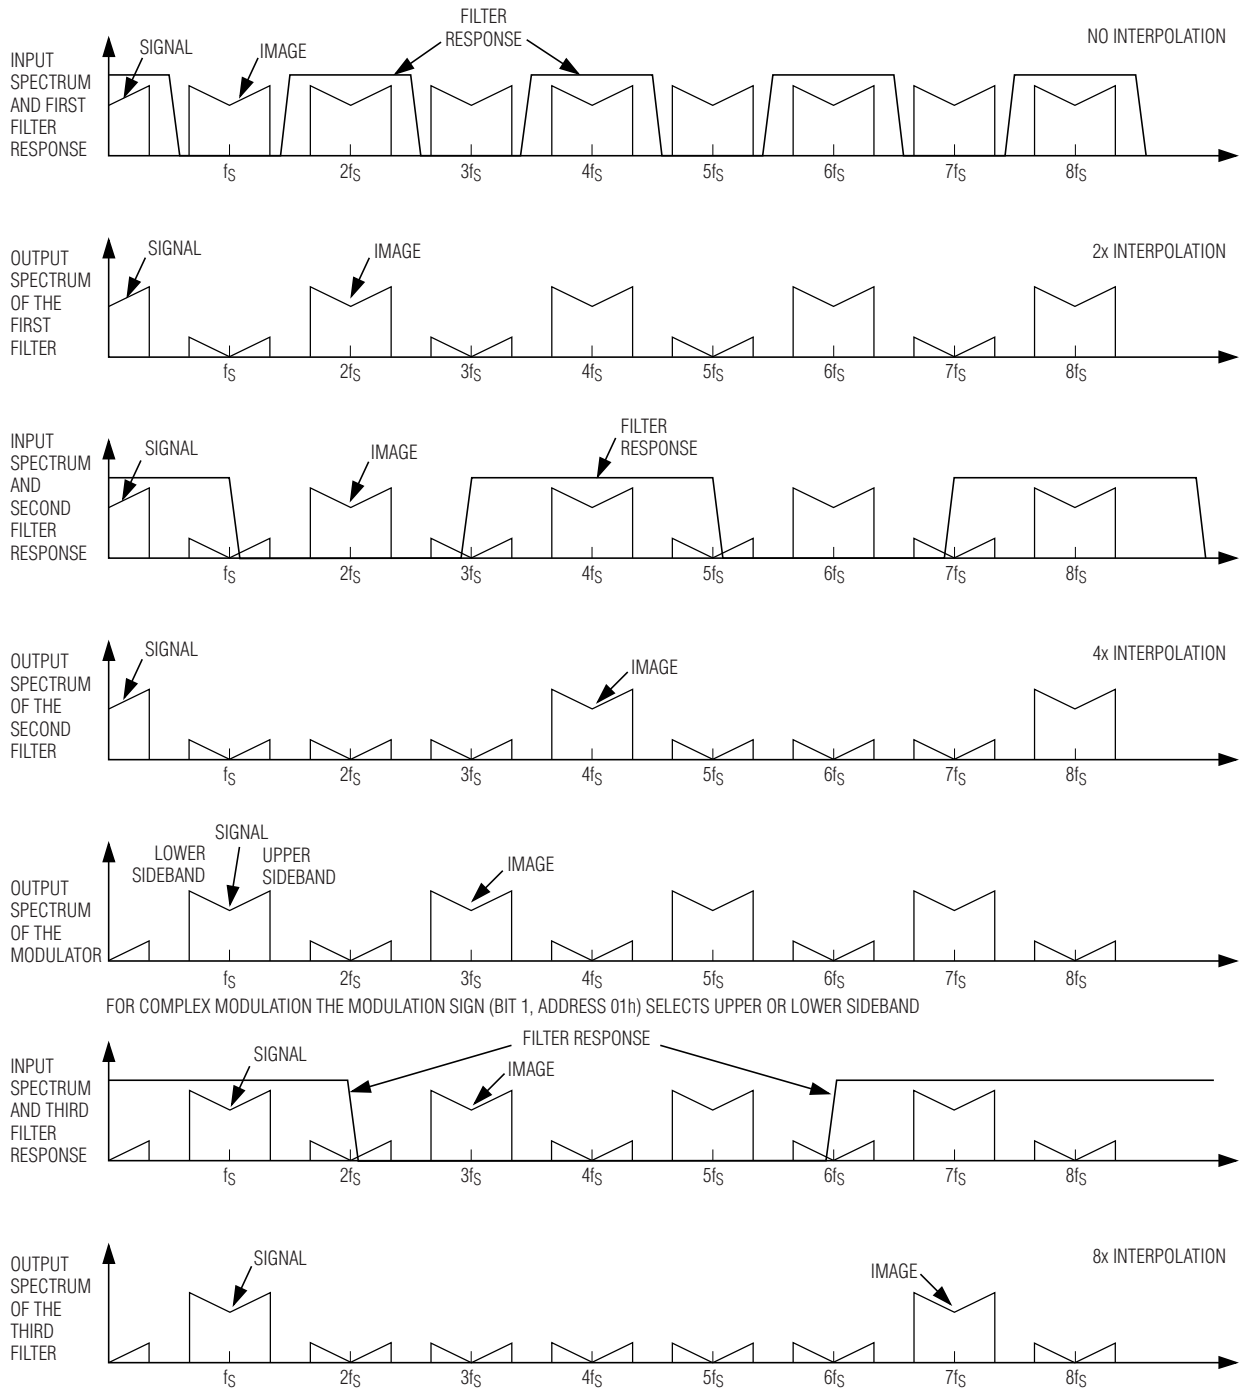 FILTER
RESPONSE
NO INTERPOLATION
SIGNAL
IMAGE
INPUT
SPECTRUM
AND FIRST
FILTER
RESPONSE
fS 2fS 3fS 4fS 5fS 6fS 7fS 8fS
SIGNAL
IMAGE
2x INTERPOLATION
OUTPUT
SPECTRUM
OF THE
FIRST
FILTER
fS 2fS 3fS 4fS 5fS 6fS 7fS 8fS
FILTER
RESPONSE
SIGNAL
IMAGE
INPUT
SPECTRUM
AND
SECOND
FILTER
RESPONSE
fS 2fS 3fS 4fS 5fS 6fS 7fS 8fS
SIGNAL
IMAGE
4x INTERPOLATION
OUTPUT
SPECTRUM
OF THE
SECOND
FILTER
fS 2fS 3fS 4fS 5fS 6fS 7fS 8fS
SIGNAL
LOWER
SIDEBAND
UPPER
SIDEBAND
IMAGE
OUTPUT
SPECTRUM
OF THE
MODULATOR
fS 2fS 3fS 4fS 5fS 6fS 7fS 8fS
FOR COMPLEX MODULATION THE MODULATION SIGN (BIT 1, ADDRESS 01h) SELECTS UPPER OR LOWER SIDEBAND
FILTER RESPONSE
SIGNAL
IMAGE
INPUT
SPECTRUM
AND THIRD
FILTER
RESPONSE
fS 2fS 3fS 4fS 5fS 6fS 7fS 8fS
SIGNAL
IMAGE
8x INTERPOLATION
OUTPUT
SPECTRUM
OF THE
THIRD
FILTER
fS 2fS 3fS 4fS 5fS 6fS 7fS 8fS